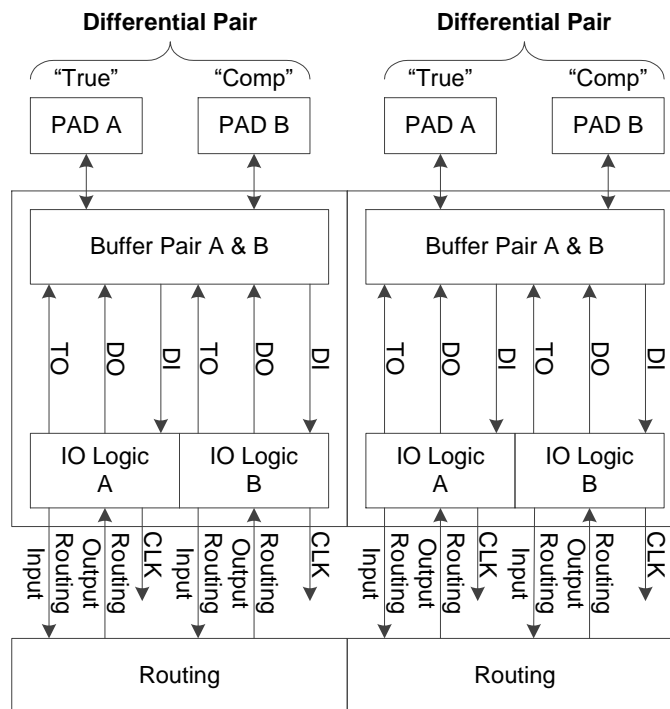 Differential Pair
Differential Pair
“True”
“Comp”
“True”
“Comp”
PAD A
PAD B
PAD A
PAD B
Buffer Pair A & B
Buffer Pair A & B
TO
DO
DI
TO
DO
DI
TO
DO
DI
TO
DO
DI
IO Logic
A
IO Logic
B
IO Logic
A
IO Logic
B
Routing
Input
Routing
Output
CLK
Routing
Input
Routing
Output
CLK
Routing
Input
Routing
Output
CLK
Routing
Input
Routing
Output
CLK
Routing
Routing